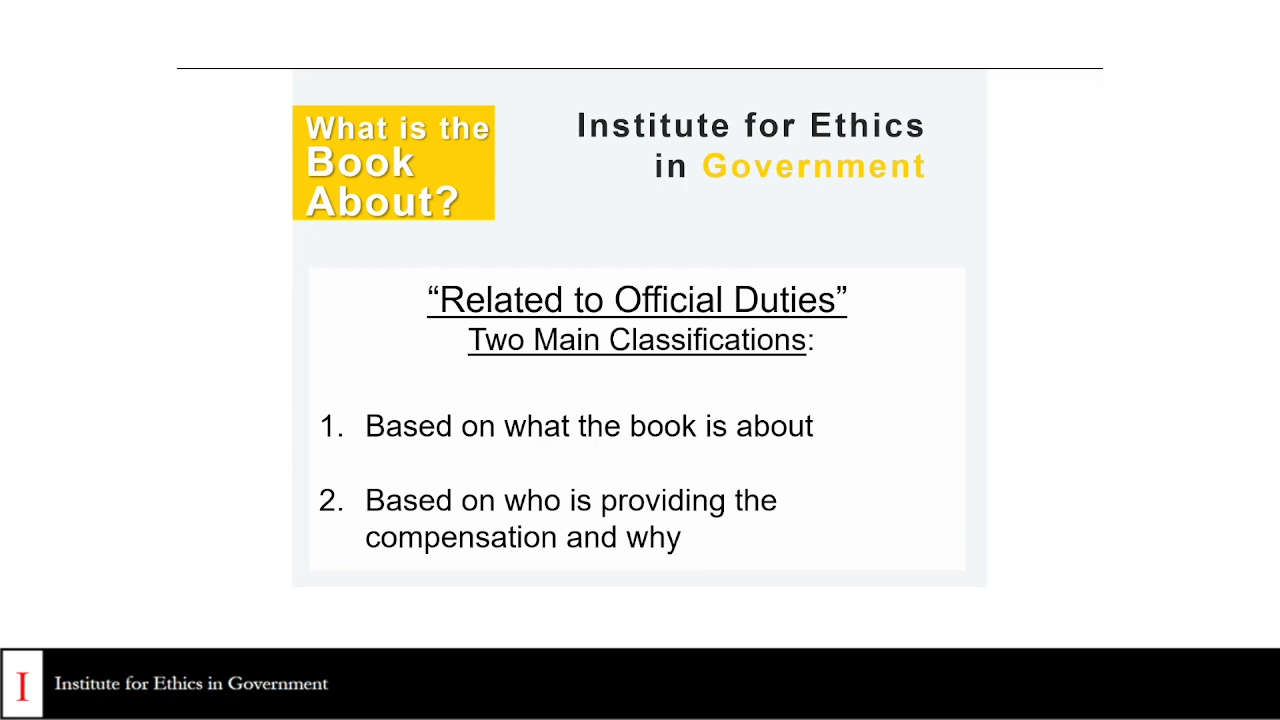 What is the
Book
About?
Institute for Ethics
in Government
“Related to Official Duties”
Two Main Classifications:
1. Based on what the book is about
2. Based on who is providing the
compensation and why
I
Institute for Ethics in Government